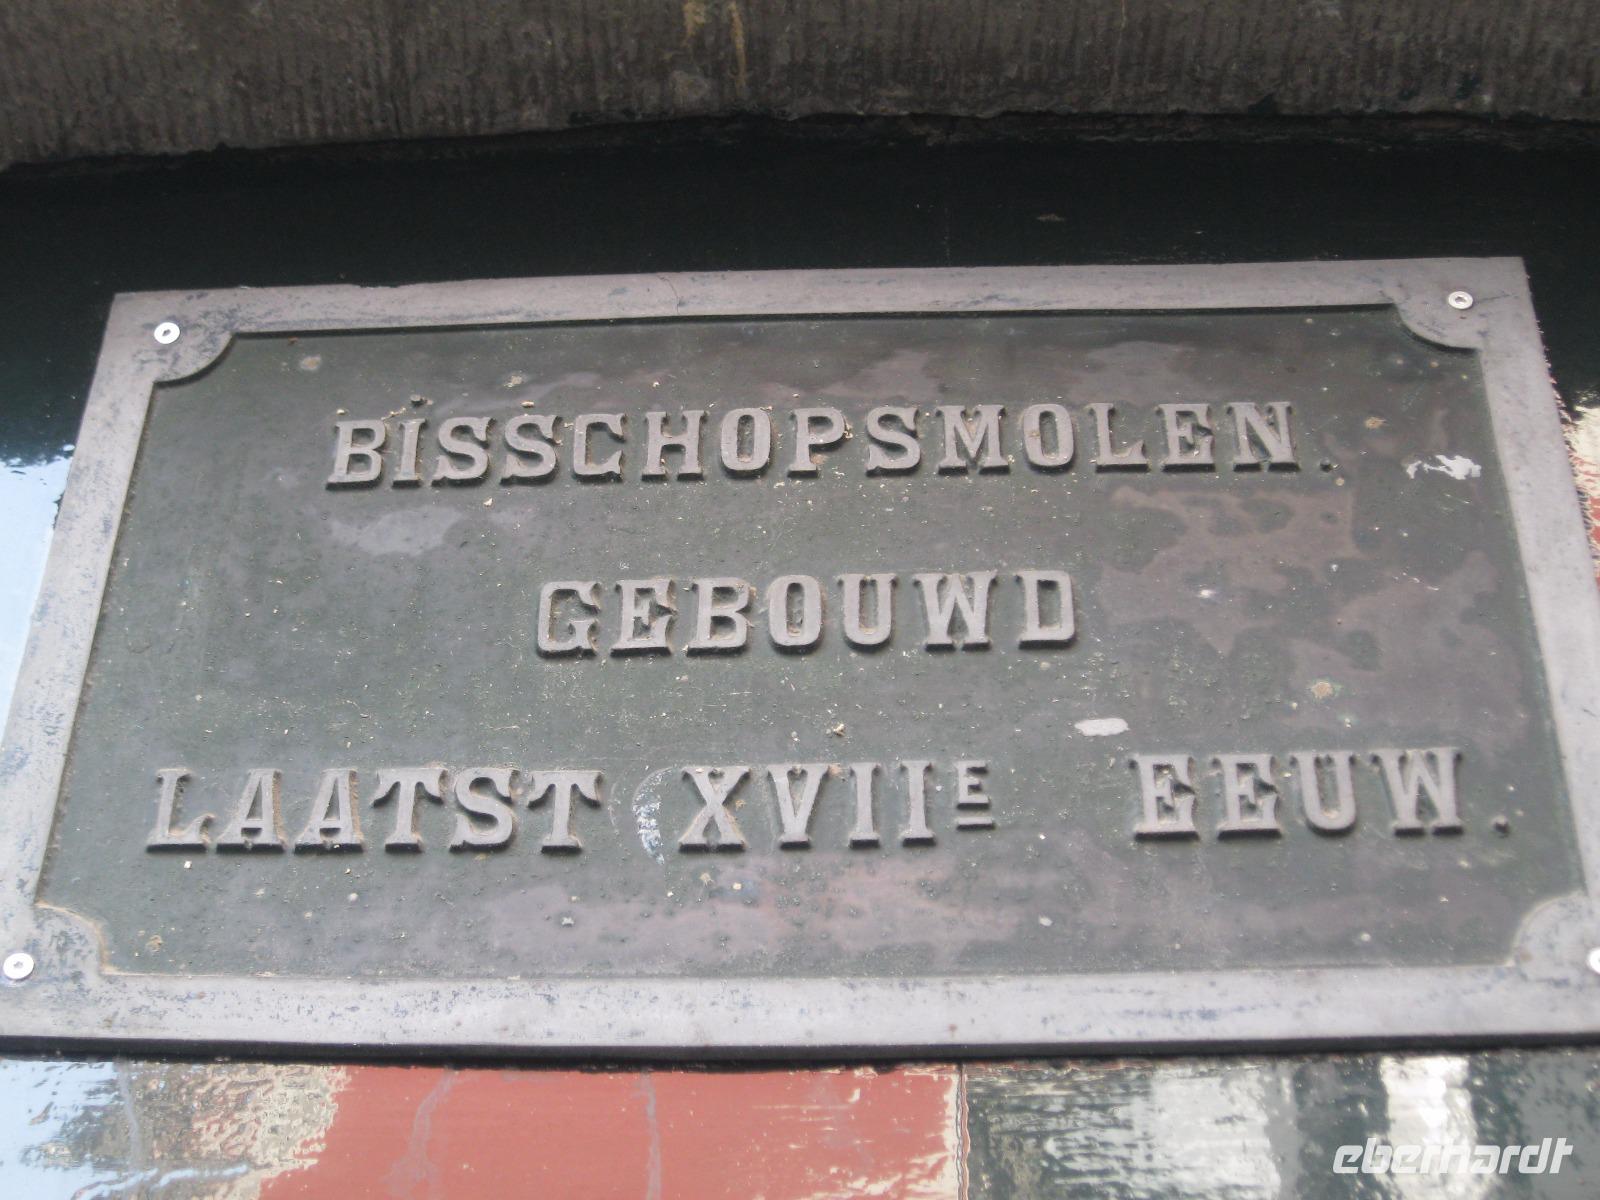 BISSCHOPSMOLEN.
GEBOUWD
LAATST XVIIE EEUW.
eberhardt